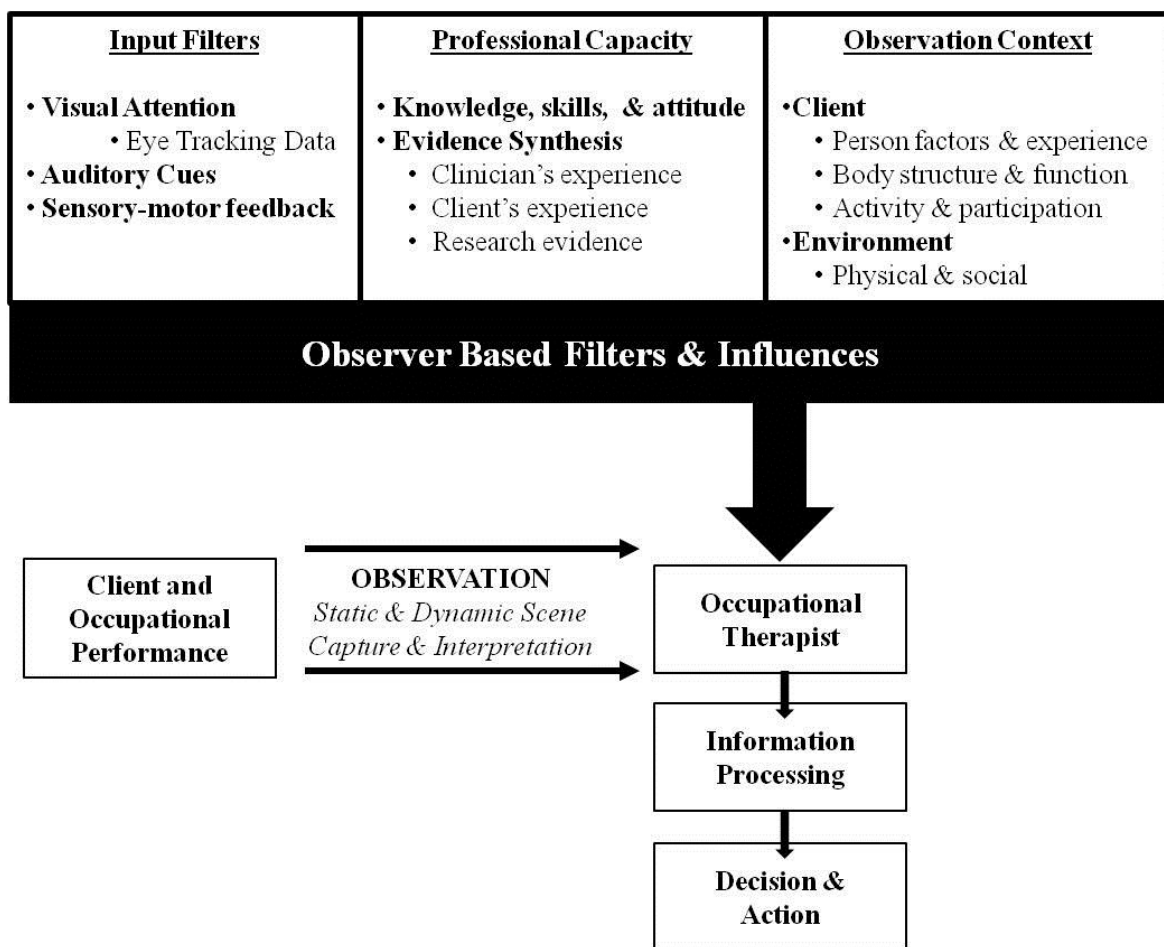 Input Filters
• Visual Attention
• Eye Tracking Data
• Auditory Cues
• Sensory-motor feedback
Professional Capacity
• Knowledge, skills, & attitude
• Evidence Synthesis
• Clinician's experience
• Client's experience
• Research evidence
Observation Context
•Client
• Person factors & experience
• Body structure & function
• Activity & participation
•Environment
• Physical & social
Observer Based Filters & Influences
Client and
Occupational
Performance
OBSERVATION
Static & Dynamic Scene
Capture & Interpretation
Occupational
Therapist
Information
Processing
Decision &
Action